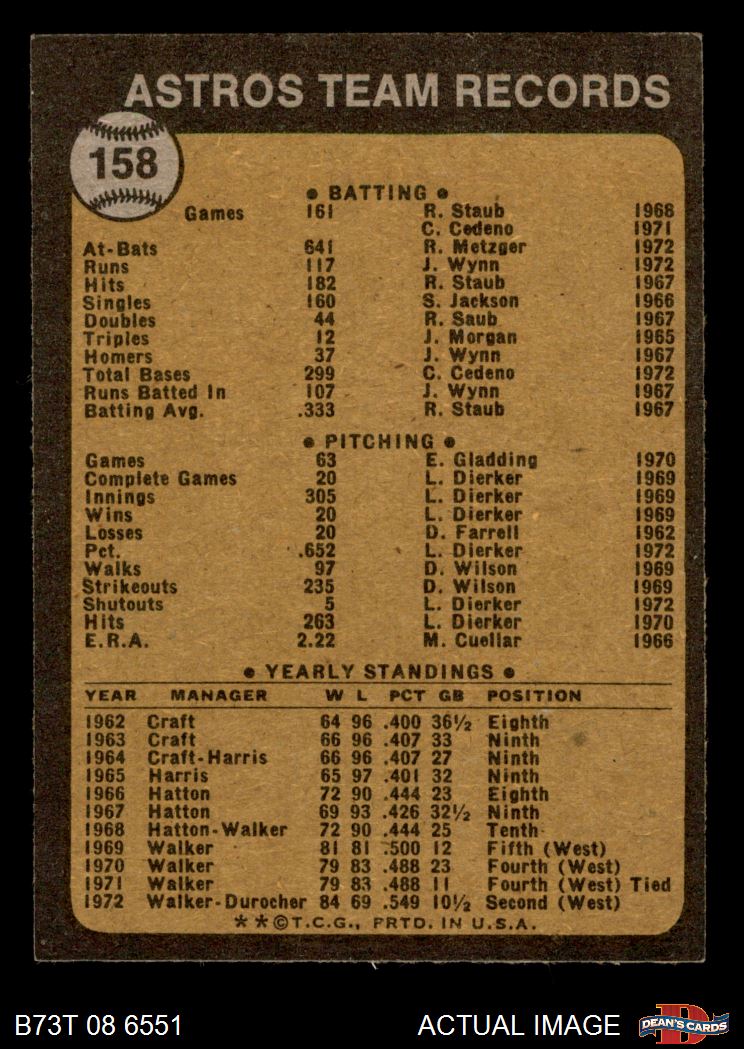 ASTROS TEAM RECORDS
158
• BATTING •
Games 161 R. Staub 1968
C. Cedeno 1971
At-Bats 641 R. Metzger 1972
Runs 117 J. Wynn 1972
Hits 182 R. Staub 1967
Singles 160 S. Jackson 1966
Doubles 44 R. Saub 1967
Triples 12 J. Morgan 1965
Homers 37 J. Wynn 1967
Total Bases 299 C. Cedeno 1972
Runs Batted In 107 J. Wynn 1967
Batting Avg. .333 R. Staub 1967
• PITCHING •
Games 63 E. Gladding 1970
Complete Games 20 L. Dierker 1969
Innings 305 L. Dierker 1969
Wins 20 L. Dierker 1969
Losses 20 D. Farrell 1962
Pct. .652 L. Dierker 1972
Walks 97 D. Wilson 1969
Strikeouts 235 D. Wilson 1969
Shutouts 5 L. Dierker 1972
Hits 263 L. Dierker 1970
E.R.A. 2.22 M. Cuellar 1966
• YEARLY STANDINGS •
YEAR MANAGER W L PCT GB POSITION
1962 Craft 64 96 .400 36½ Eighth
1963 Craft 66 96 .407 33 Ninth
1964 Craft-Harris 66 96 .407 27 Ninth
1965 Harris 65 97 .401 32 Ninth
1966 Hatton 72 90 .444 23 Eighth
1967 Hatton 69 93 .426 32½ Ninth
1968 Hatton-Walker 72 90 .444 25 Tenth
1969 Walker 81 81 .500 12 Fifth (West)
1970 Walker 79 83 .488 23 Fourth (West)
1971 Walker 79 83 .488 11 Fourth (West) Tied
1972 Walker-Durocher 84 69 .549 10½ Second (West)
* * © T.C.G., PRTD. IN U.S.A.
B73T 08 6551 ACTUAL IMAGE D DEAN'S CARDS